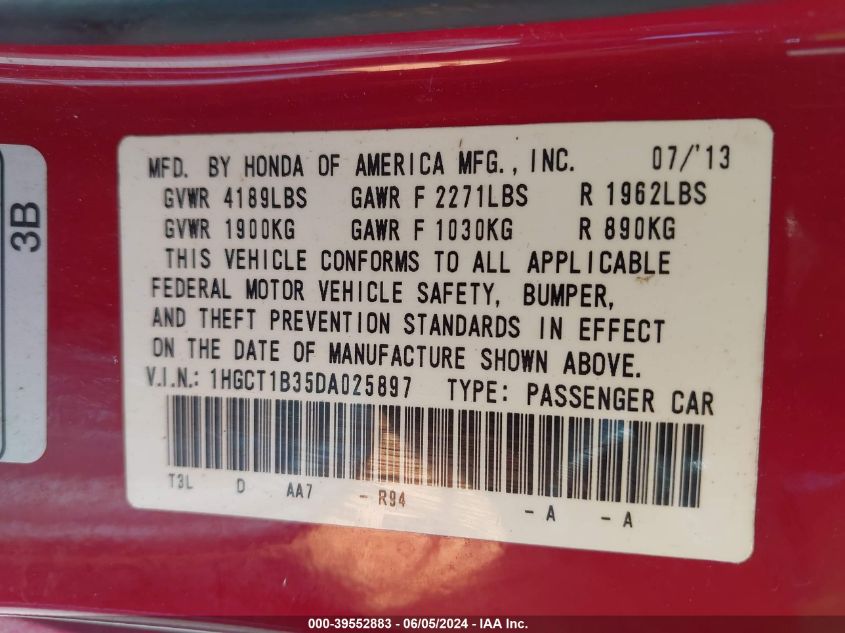 MFD. BY HONDA OF AMERICA MFG., INC. 07/'13
GVWR 4189LBS GAWR F 2271LBS R 1962LBS
GVWR 1900KG GAWR F 1030KG R 890KG
THIS VEHICLE CONFORMS TO ALL APPLICABLE
FEDERAL MOTOR VEHICLE SAFETY, BUMPER,
AND THEFT PREVENTION STANDARDS IN EFFECT
ON THE DATE OF MANUFACTURE SHOWN ABOVE.
V.I.N.: 1HGCT1B35DA025897 TYPE: PASSENGER CAR
T3L D AA7 - R94 - A - A
3B
000-39552883 - 06/05/2024 - IAA Inc.